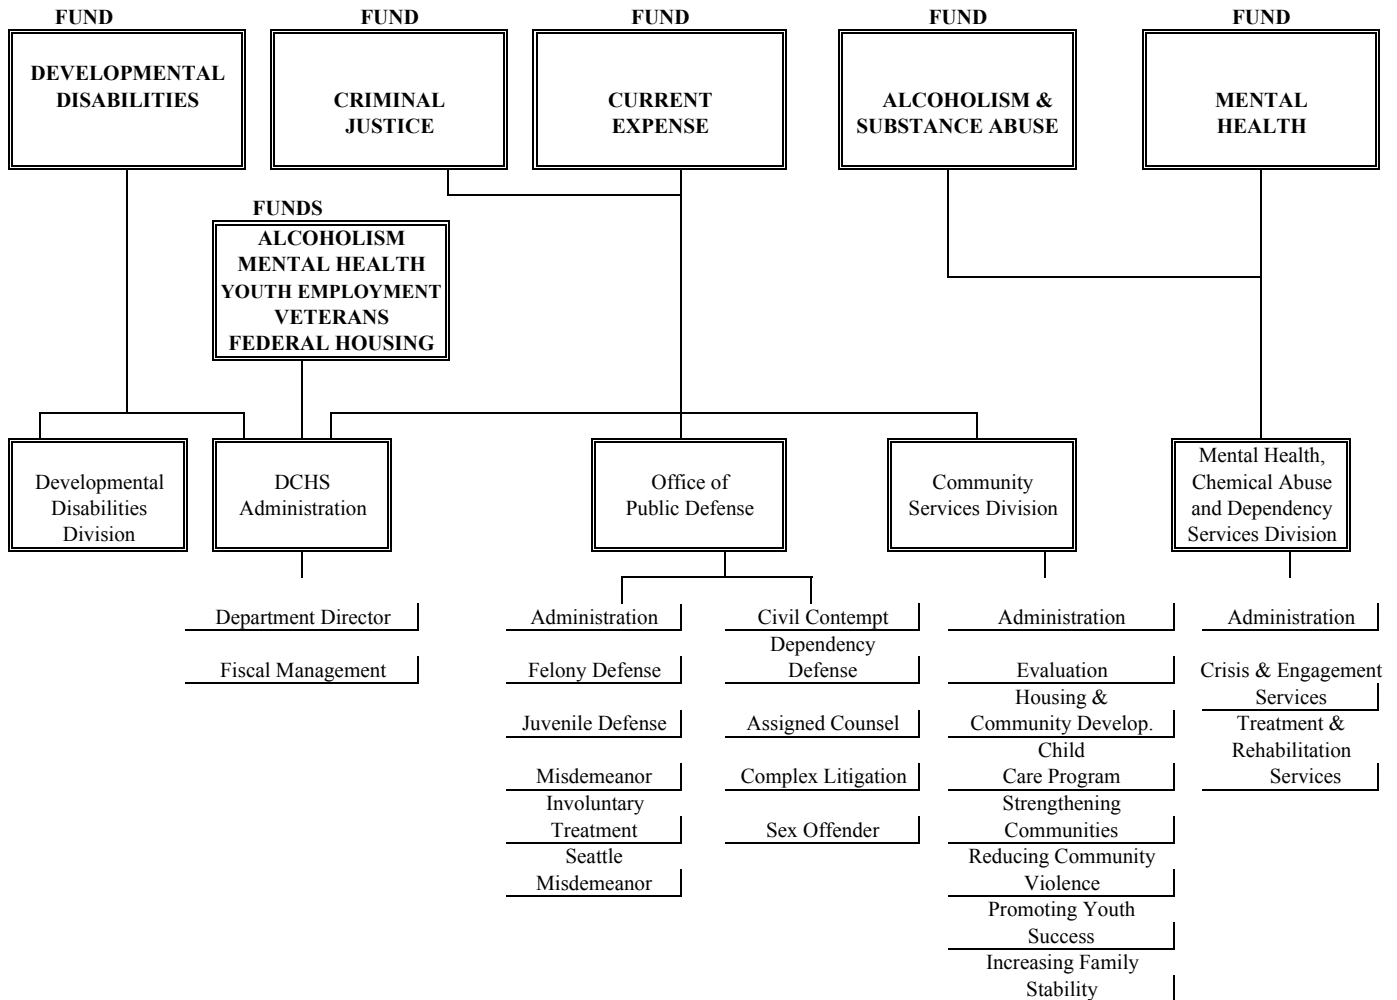 FUND
DEVELOPMENTAL
DISABILITIES
FUND
CRIMINAL
JUSTICE
FUND
CURRENT
EXPENSE
FUND
ALCOHOLISM &
SUBSTANCE ABUSE
FUND
MENTAL
HEALTH
FUNDS
ALCOHOLISM
MENTAL HEALTH
YOUTH EMPLOYMENT
VETERANS
FEDERAL HOUSING
Developmental
Disabilities
Division
DCHS
Administration
Office of
Public Defense
Community
Services Division
Mental Health,
Chemical Abuse
and Dependency
Services Division
Department Director
Fiscal Management
Administration
Felony Defense
Juvenile Defense
Misdemeanor
Involuntary
Treatment
Seattle
Misdemeanor
Civil Contempt
Dependency
Defense
Assigned Counsel
Complex Litigation
Sex Offender
Administration
Evaluation
Housing &
Community Develop.
Child
Care Program
Strengthening
Communities
Reducing Community
Violence
Promoting Youth
Success
Increasing Family
Stability
Administration
Crisis & Engagement
Services
Treatment &
Rehabilitation
Services